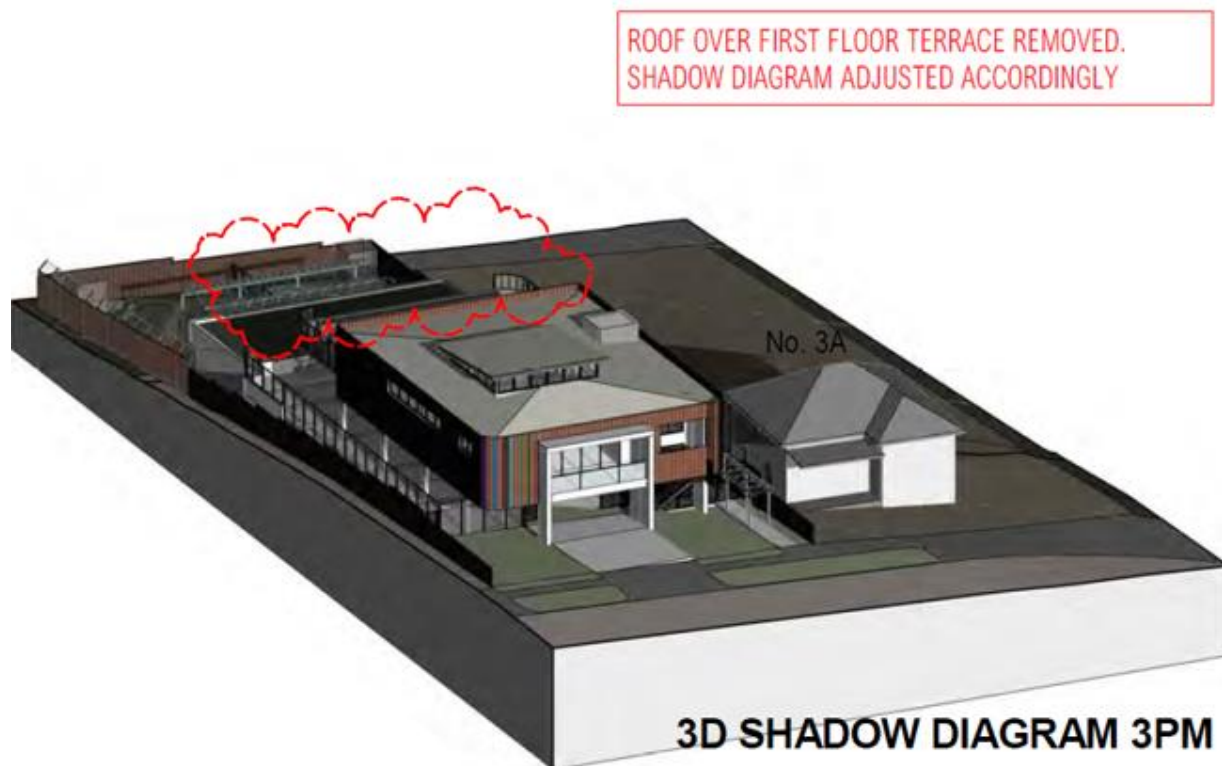 ROOF OVER FIRST FLOOR TERRACE REMOVED.
SHADOW DIAGRAM ADJUSTED ACCORDINGLY
No. 3A
3D SHADOW DIAGRAM 3PM